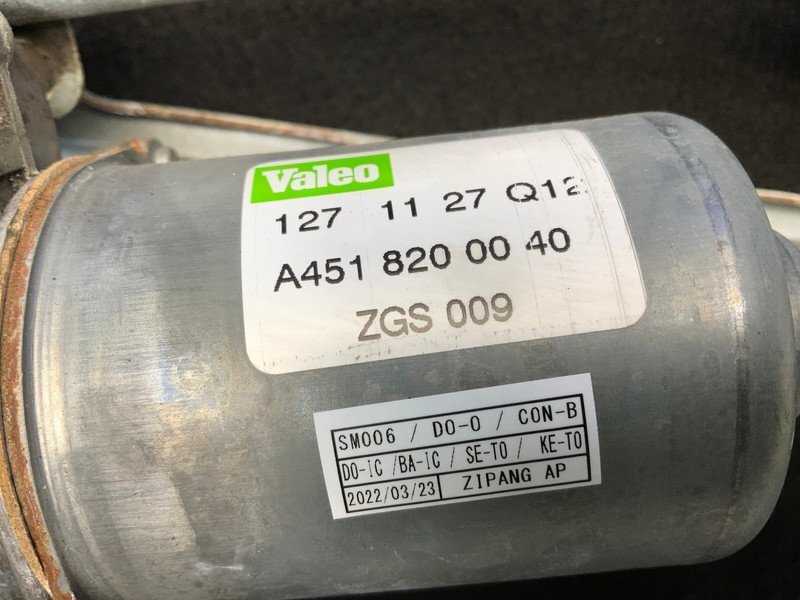 Valeo
127 11 27 Q12
A451 820 00 40
ZGS 009
SM006 / DO-O / CON-B
DO-IC /BA-IC / SE-TO / KE-TO
2022/03/23 ZIPANG AP